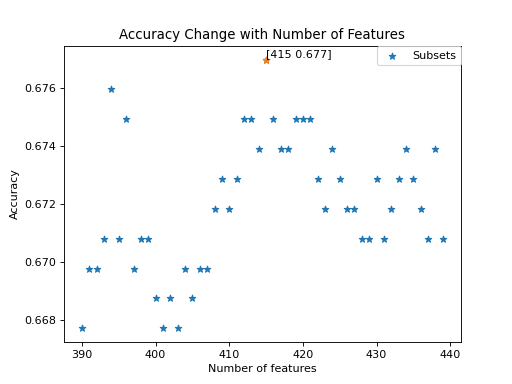 Accuracy Change with Number of Features
[415 0.677]
Subsets
0.676
0.674
0.672
0.670
0.668
Accuracy
390 400 410 420 430 440
Number of features